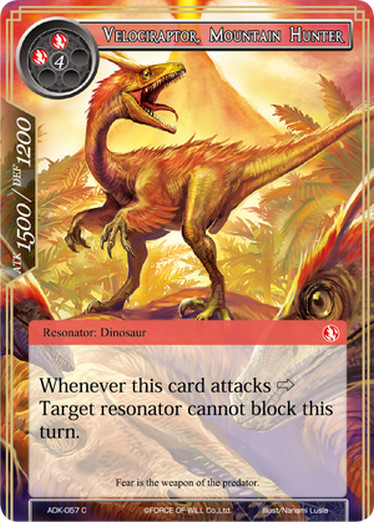 VELOCIRAPTOR, MOUNTAIN HUNTER
4
ATK 1500 / DEF 1200
Resonator: Dinosaur
Whenever this card attacks ⇨
Target resonator cannot block this
turn.
Fear is the weapon of the predator.
ADK-057 C ©FORCE OF WILL Co.,Ltd. Illust/Narismi Lusia